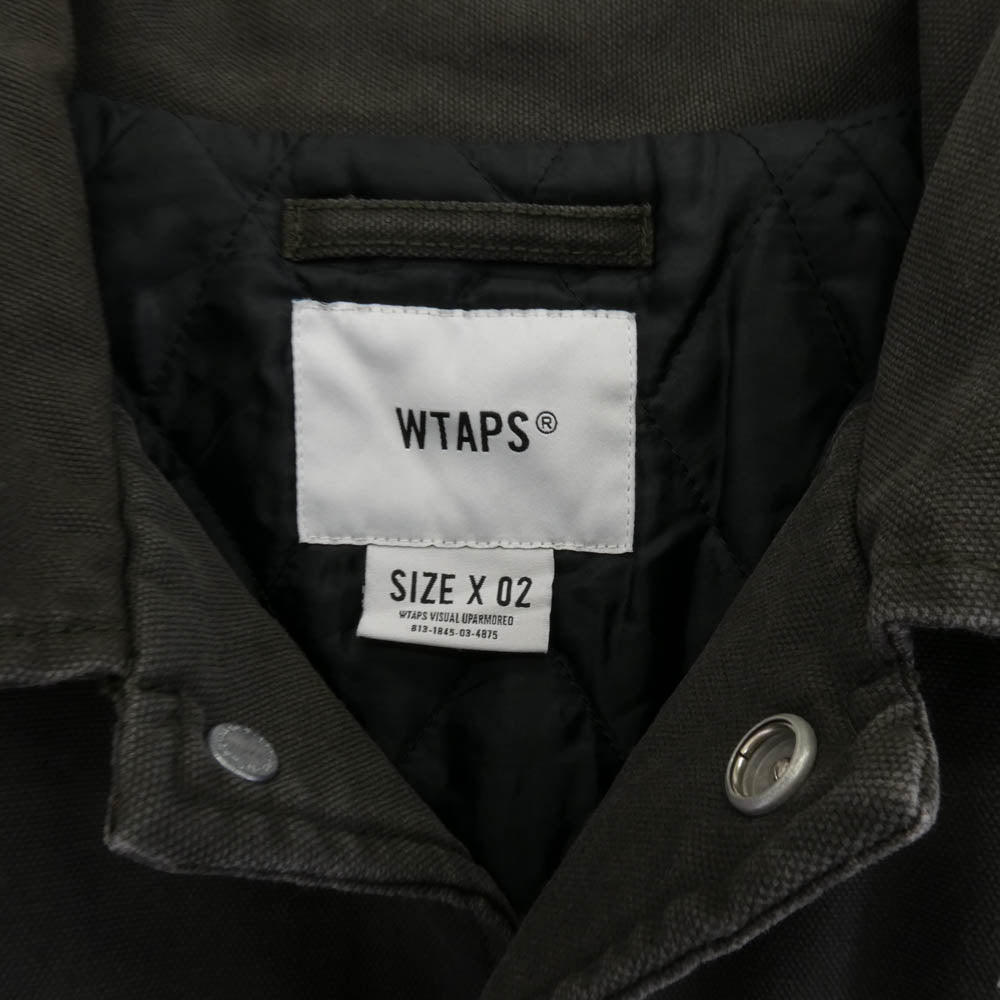 WTAPS®
SIZE X 02
WTAPS VISUAL UPARMORED
813-1845-03-4875